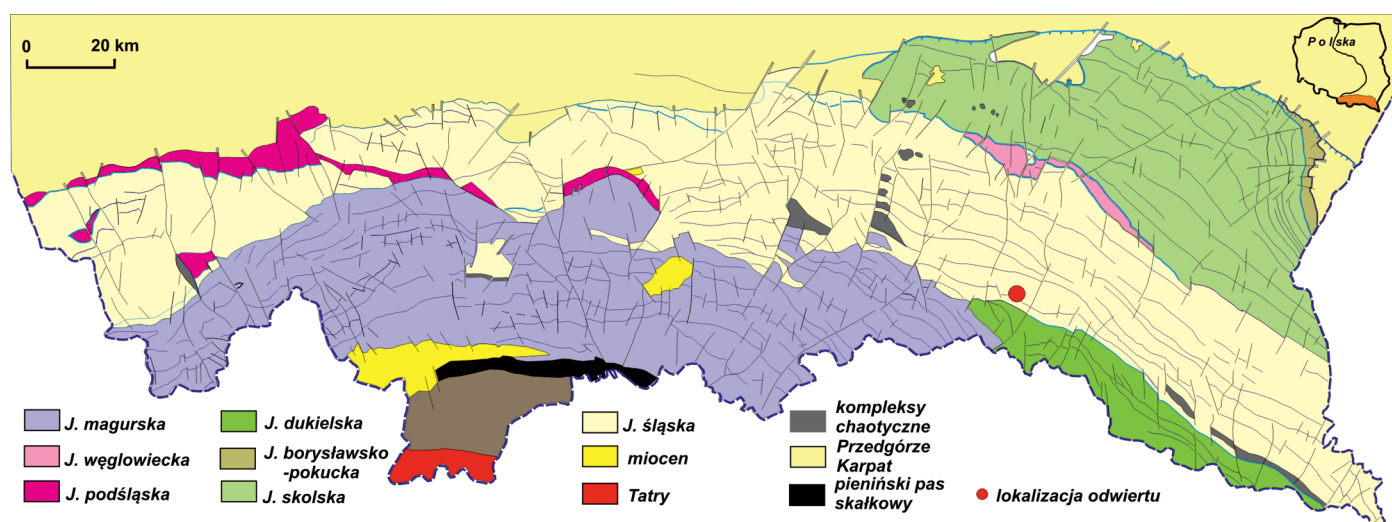 0 20 km
Polska
J. magurska
J. węglowiecka
J. podśląska
J. dukielska
J. borysławsko
-pokucka
J. skolska
J. śląska
miocen
Tatry
kompleksy
chaotyczne
Przedgórze
Karpat
pieniński pas
skałkowy
lokalizacja odwiertu